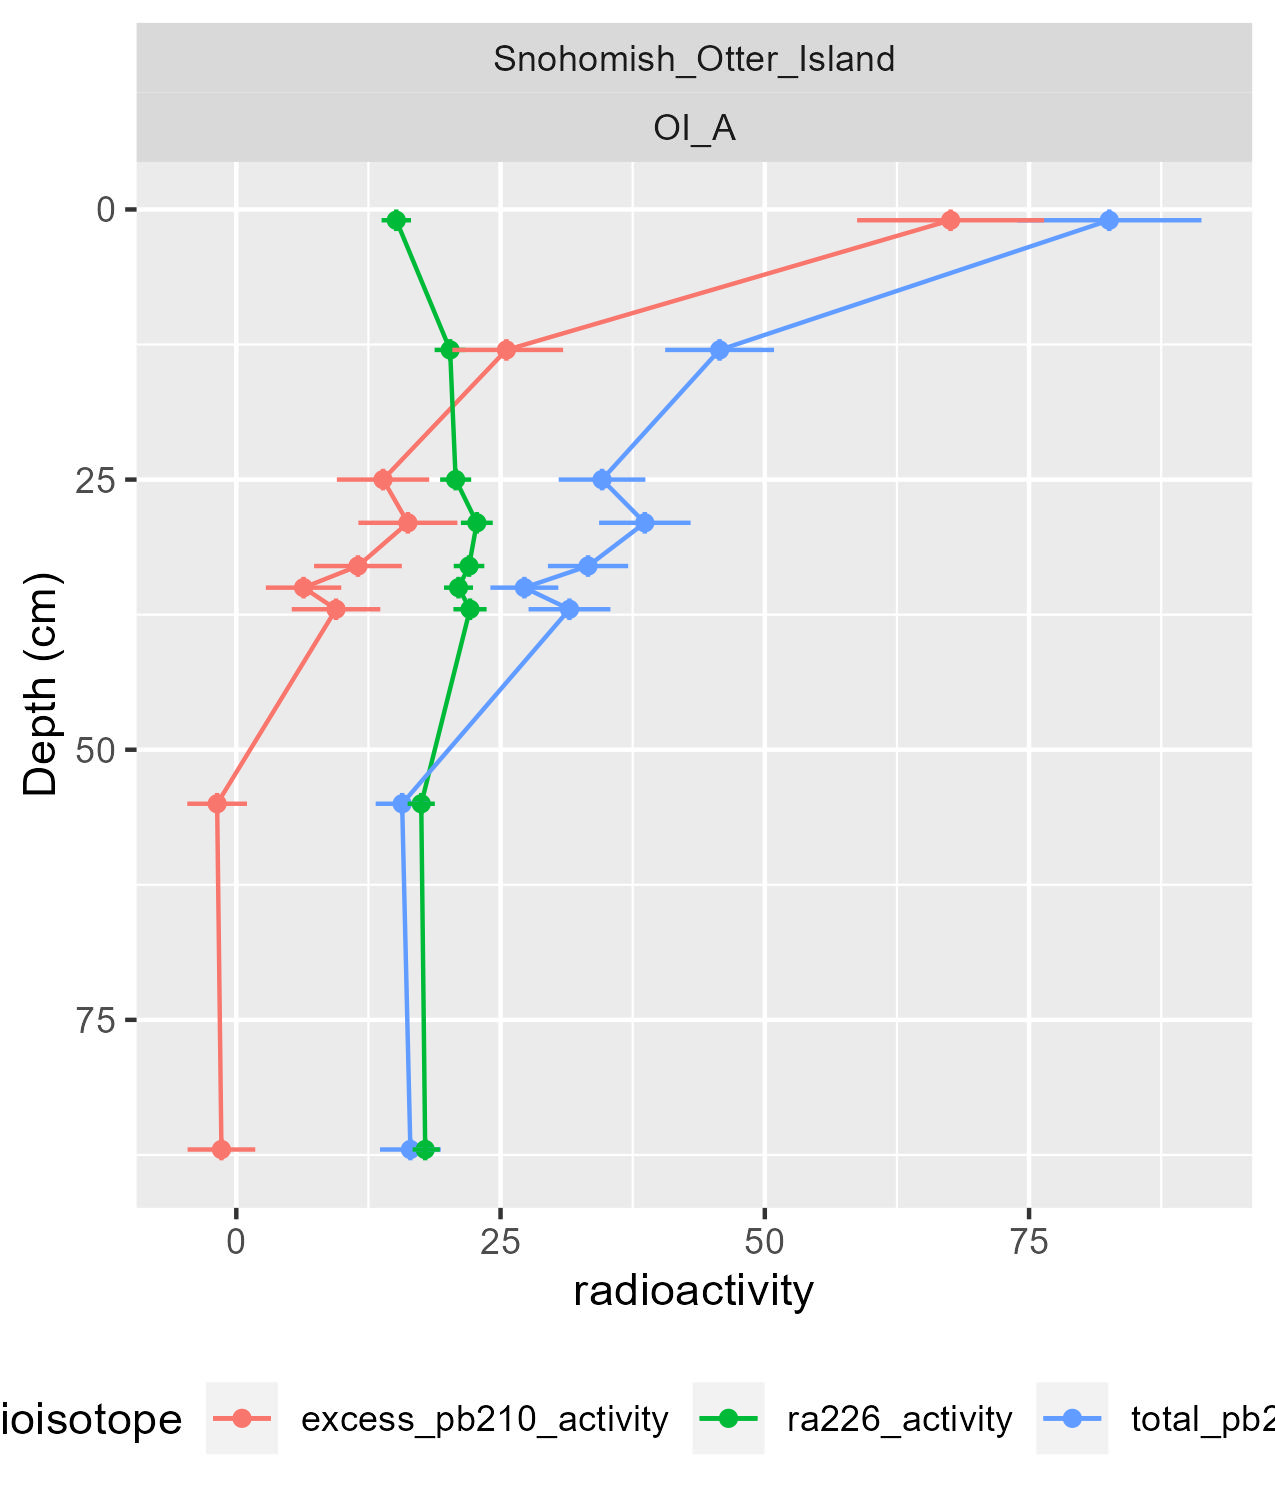 Snohomish_Otter_Island
OI_A
0
25
50
75
Depth (cm)
0 25 50 75
radioactivity
ioisotope excess_pb210_activity ra226_activity total_pb2